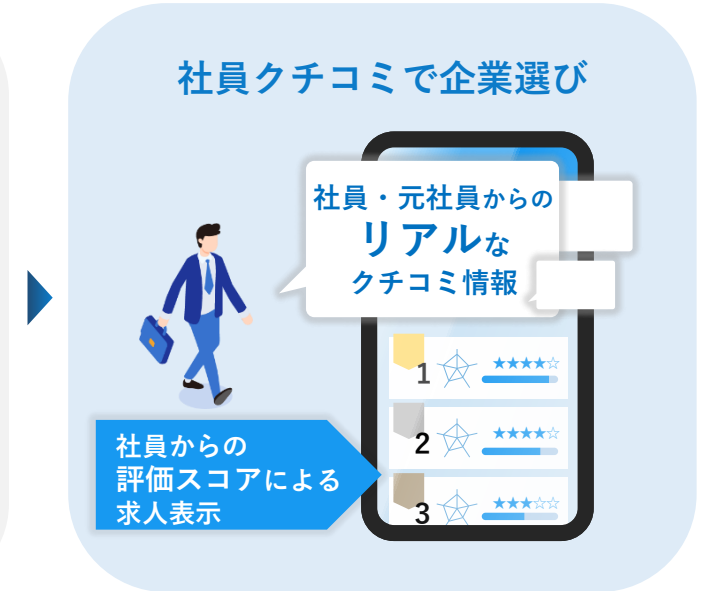 社員クチコミで企業選び
社員・元社員からの
リアルな
クチコミ情報
1 ★★★★☆
2 ★★★★☆
3 ★★★☆☆
社員からの
評価スコアによる
求人表示